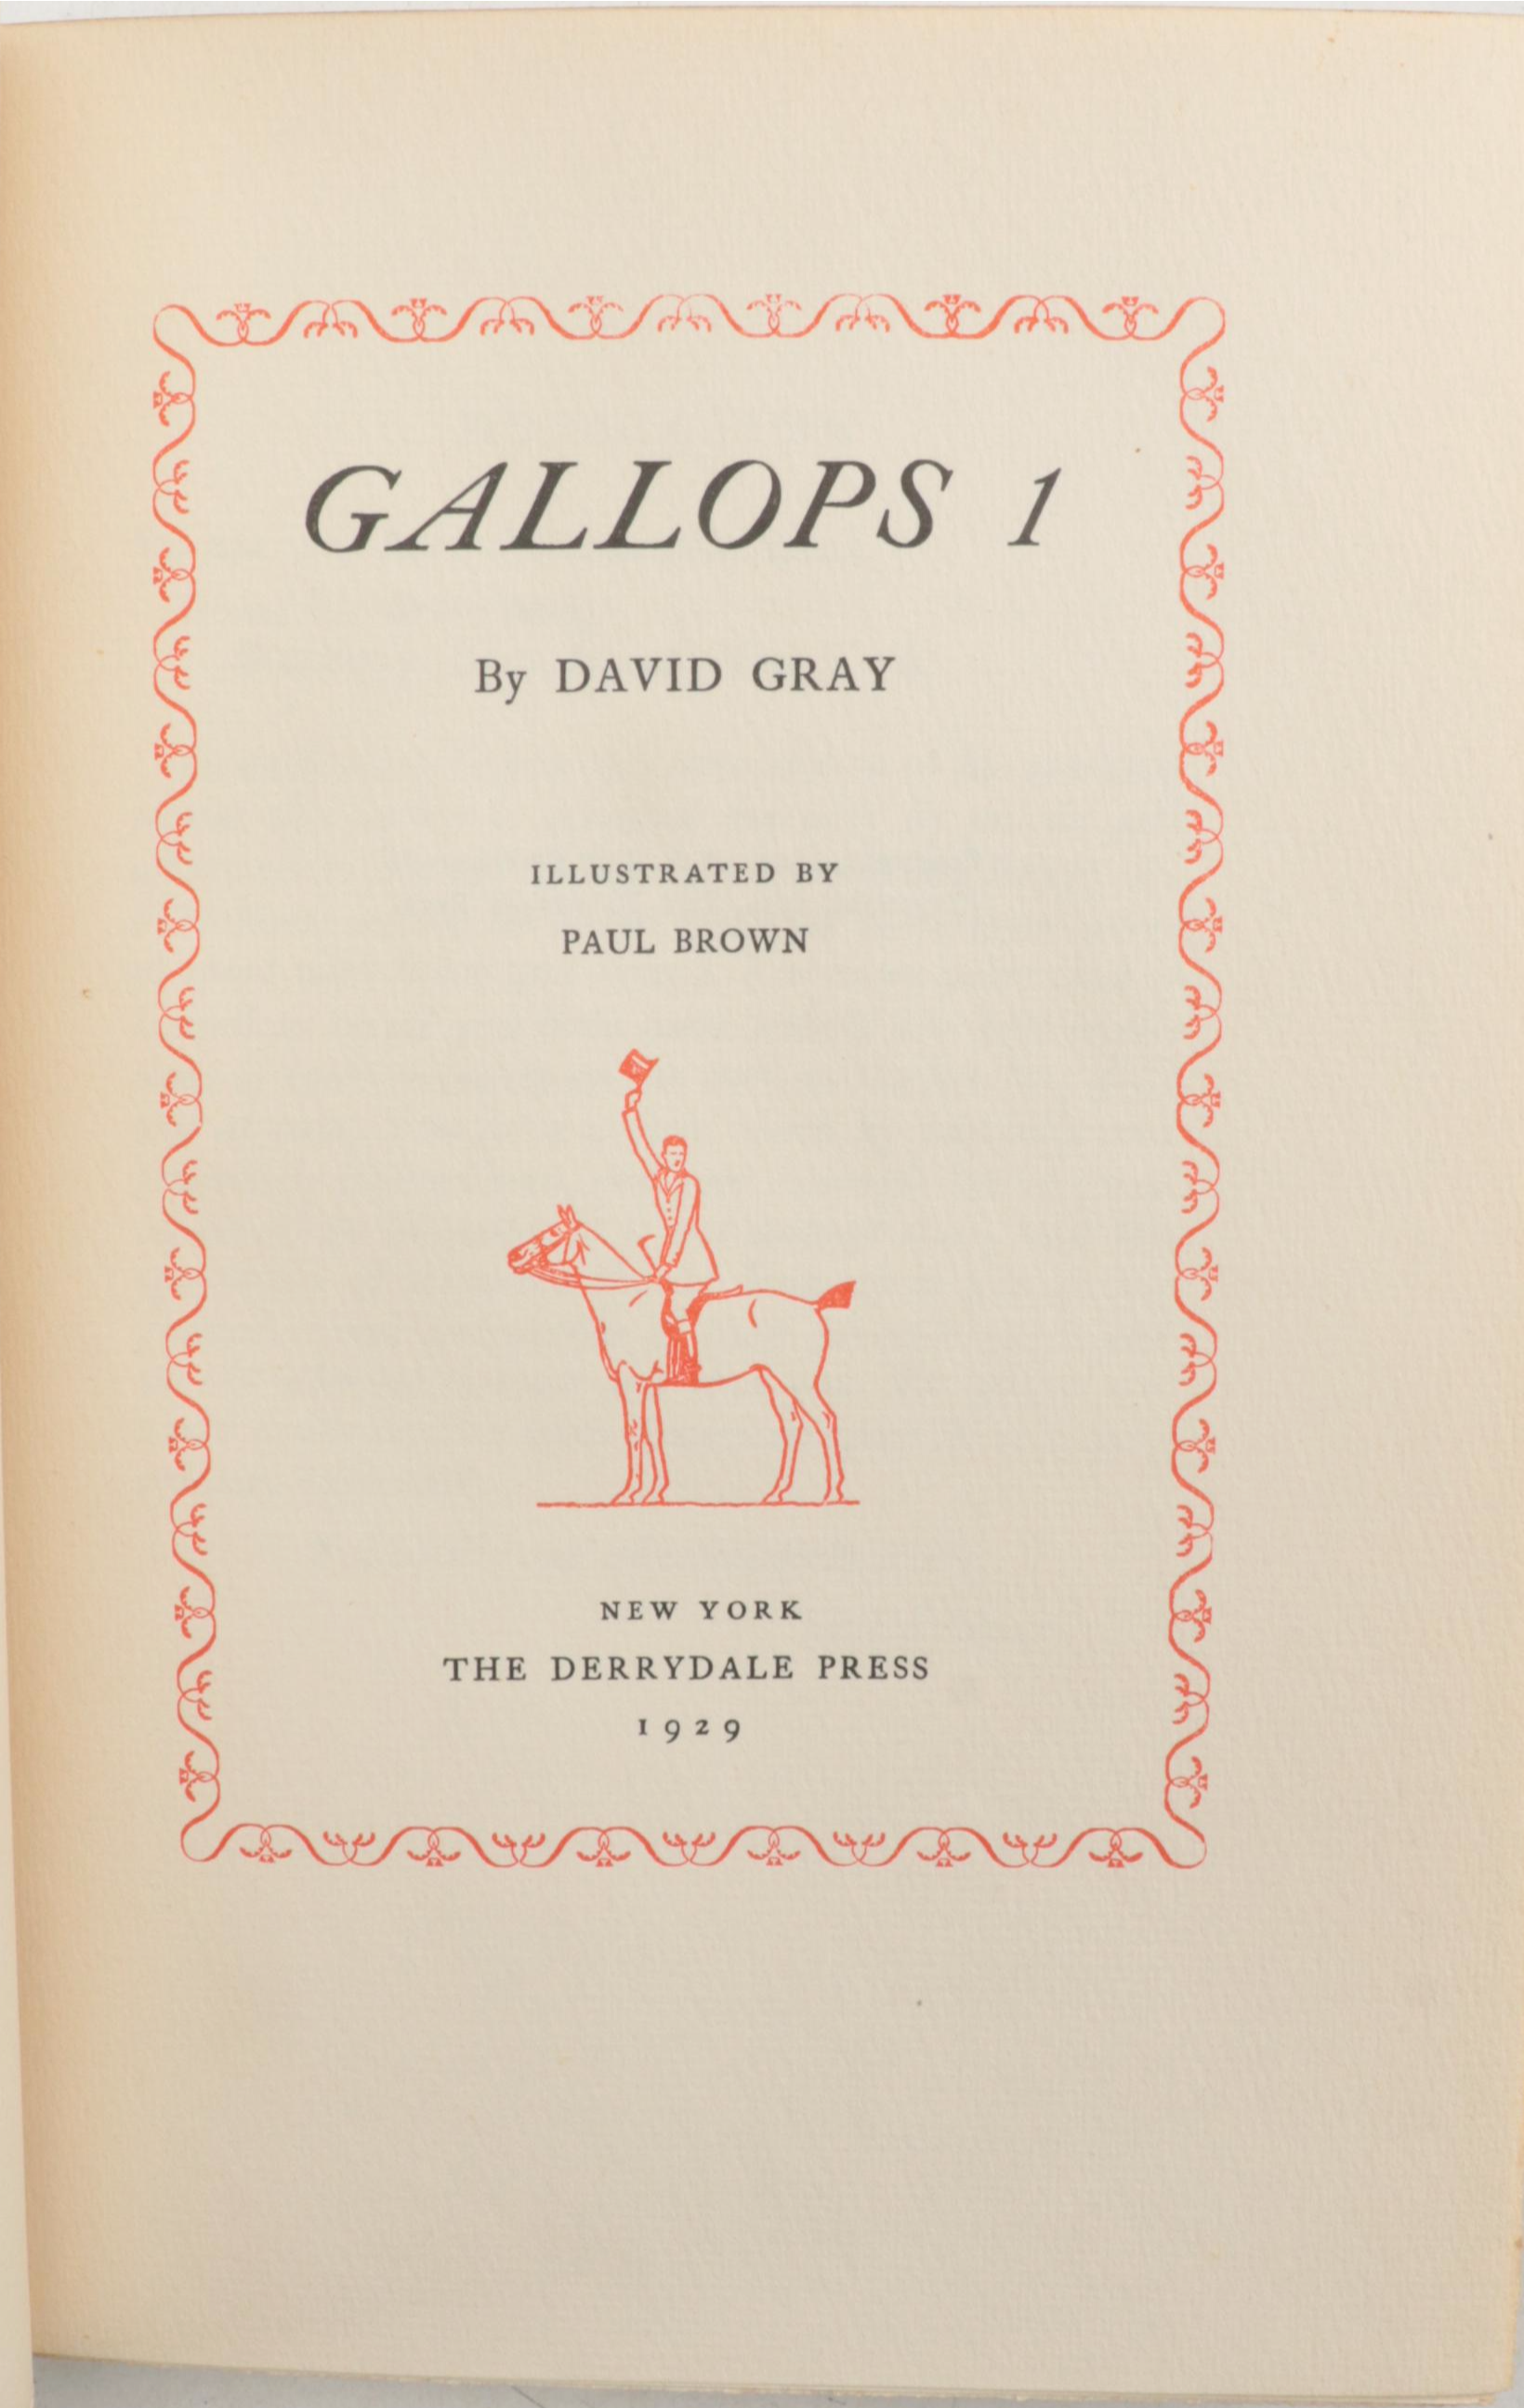 GALLOPS 1
By DAVID GRAY
ILLUSTRATED BY
PAUL BROWN
NEW YORK
THE DERRYDALE PRESS
1929